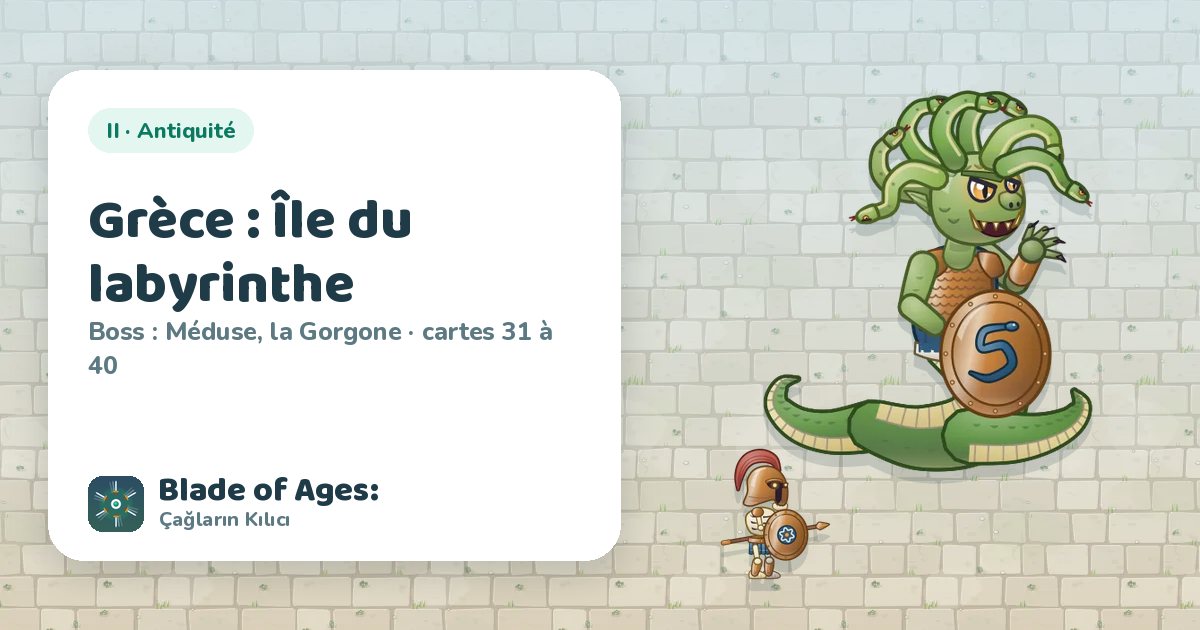 II · Antiquité
Grèce : Île du
labyrinthe
Boss : Méduse, la Gorgone · cartes 31 à
40
Blade of Ages:
Çağların Kılıcı